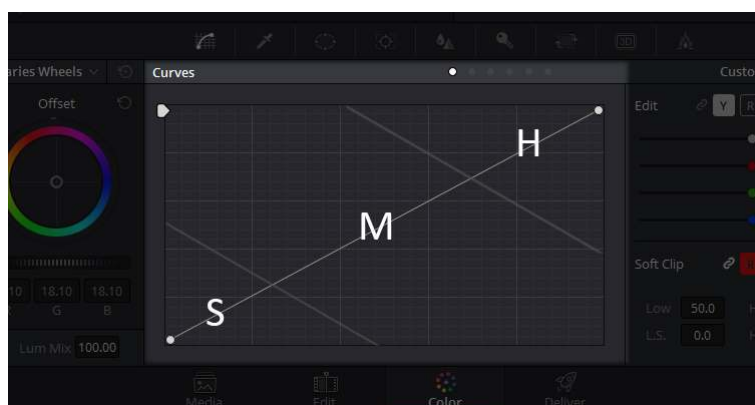 aries Wheels
Curves
Custo
Offset
Edit
Y
R
H
M
S
Soft Clip
10 18.10 18.10
G B
Low 50.0 H
L.S. 0.0 H
Lum Mix 100.00
3D
Media Edit Color Deliver